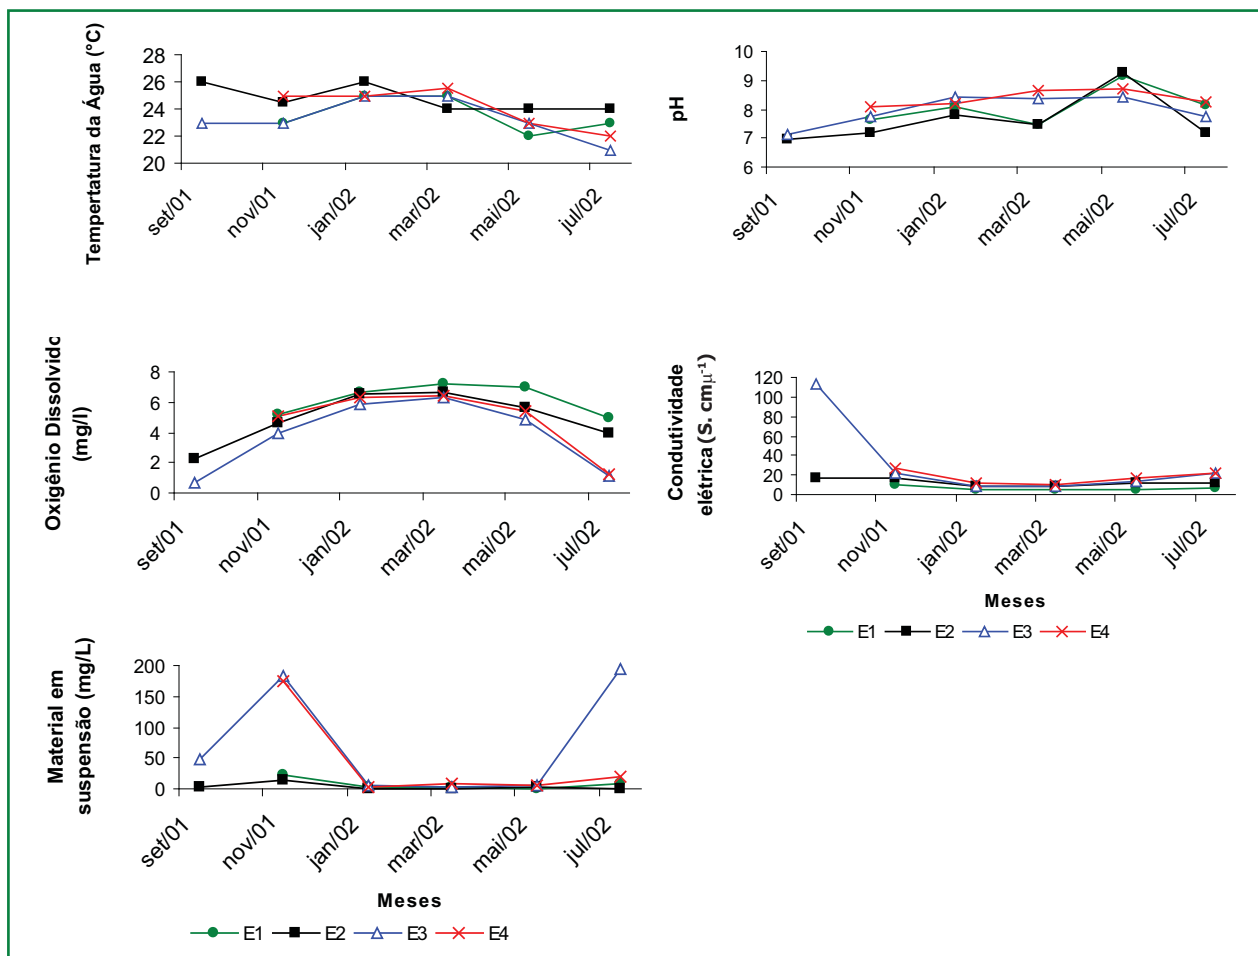 Tempertatura da Água (°C)
28
26
24
22
20
set/01
nov/01
jan/02
mar/02
mai/02
jul/02
pH
10
9
8
7
6
set/01
nov/01
jan/02
mar/02
mai/02
jul/02
Oxigênio Dissolvido
(mg/l)
8
6
4
2
0
set/01
nov/01
jan/02
mar/02
mai/02
jul/02
Condutividade
elétrica (S. cmμ⁻¹)
120
100
80
60
40
20
0
set/01
nov/01
jan/02
mar/02
mai/02
jul/02
Meses
E1 E2 E3 E4
Material em
suspensão (mg/L)
200
150
100
50
0
set/01
nov/01
jan/02
mar/02
mai/02
jul/02
Meses
E1 E2 E3 E4